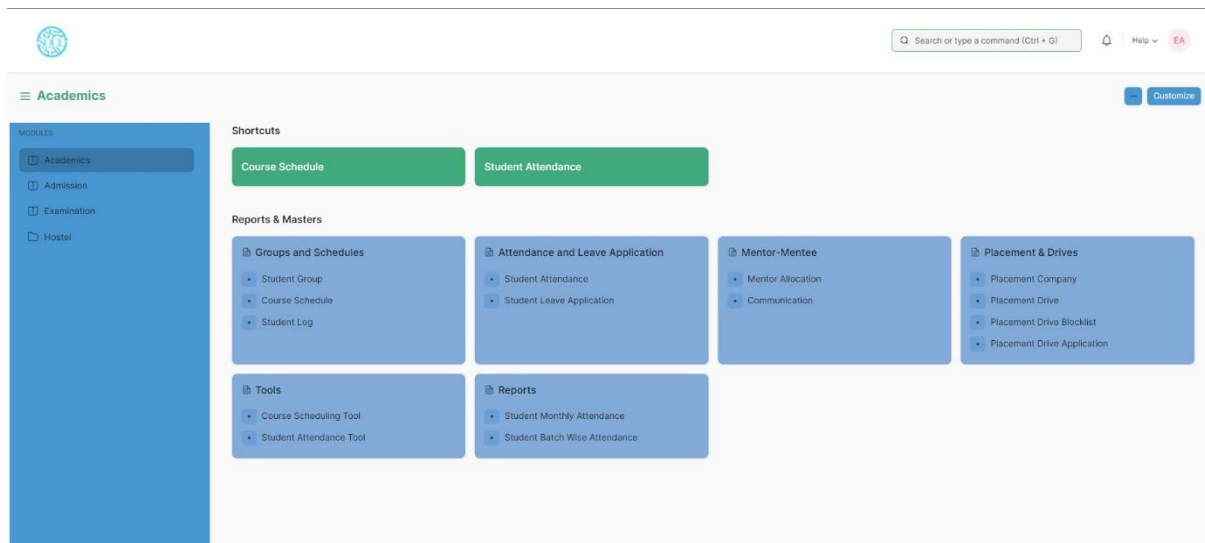 Search or type a command (Ctrl + G)
Help
EA
Academics
Customize
MODULES
Academics
Admission
Examination
Hostel
Shortcuts
Course Schedule
Student Attendance
Reports & Masters
Groups and Schedules
Student Group
Course Schedule
Student Log
Attendance and Leave Application
Student Attendance
Student Leave Application
Mentor-Mentee
Mentor Allocation
Communication
Placement & Drives
Placement Company
Placement Drive
Placement Drive Blocklist
Placement Drive Application
Tools
Course Scheduling Tool
Student Attendance Tool
Reports
Student Monthly Attendance
Student Batch Wise Attendance